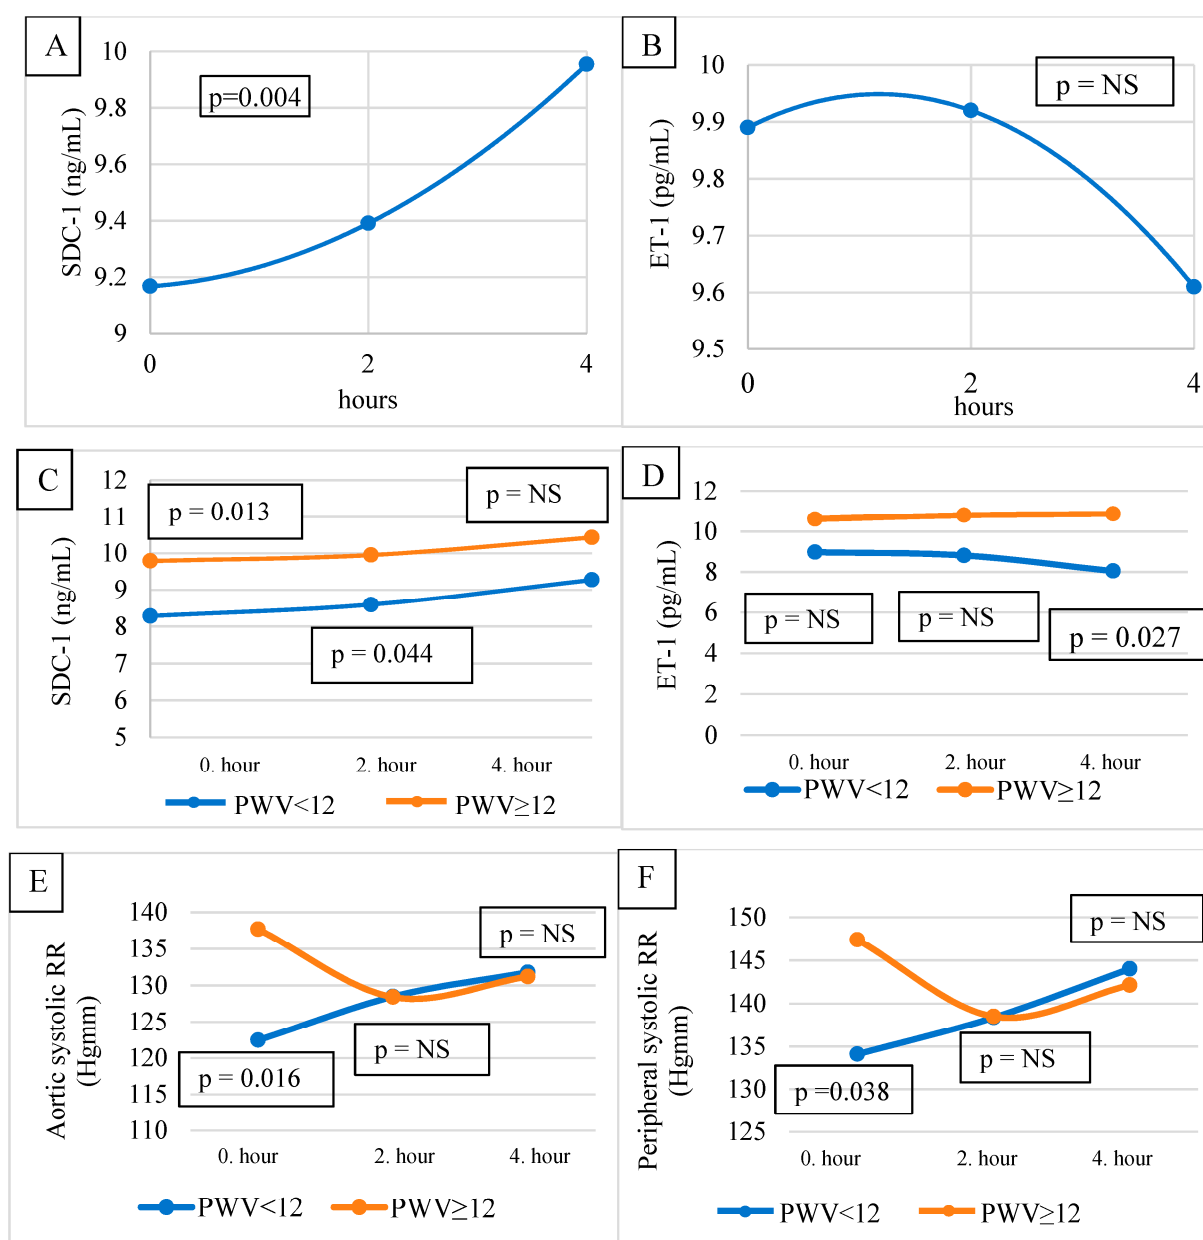 A
p=0.004
SDC-1 (ng/mL)
10
9.8
9.6
9.4
9.2
9
0
2
4
hours
B
p = NS
ET-1 (pg/mL)
10
9.9
9.8
9.7
9.6
9.5
0
2
4
hours
C
p = 0.013
p = NS
p = 0.044
SDC-1 (ng/mL)
12
11
10
9
8
7
6
5
0. hour
2. hour
4. hour
PWV<12
PWV≥12
D
ET-1 (pg/mL)
12
10
8
6
4
2
0
p = NS
p = NS
p = 0.027
0. hour
2. hour
4. hour
PWV<12
PWV≥12
E
Aortic systolic RR
(Hgmm)
140
135
130
125
120
115
110
p = NS
p = NS
p = 0.016
0. hour
2. hour
4. hour
PWV<12
PWV≥12
F
Peripheral systolic RR
(Hgmm)
150
145
140
135
130
125
p = NS
p = NS
p =0.038
0. hour
2. hour
4. hour
PWV<12
PWV≥12